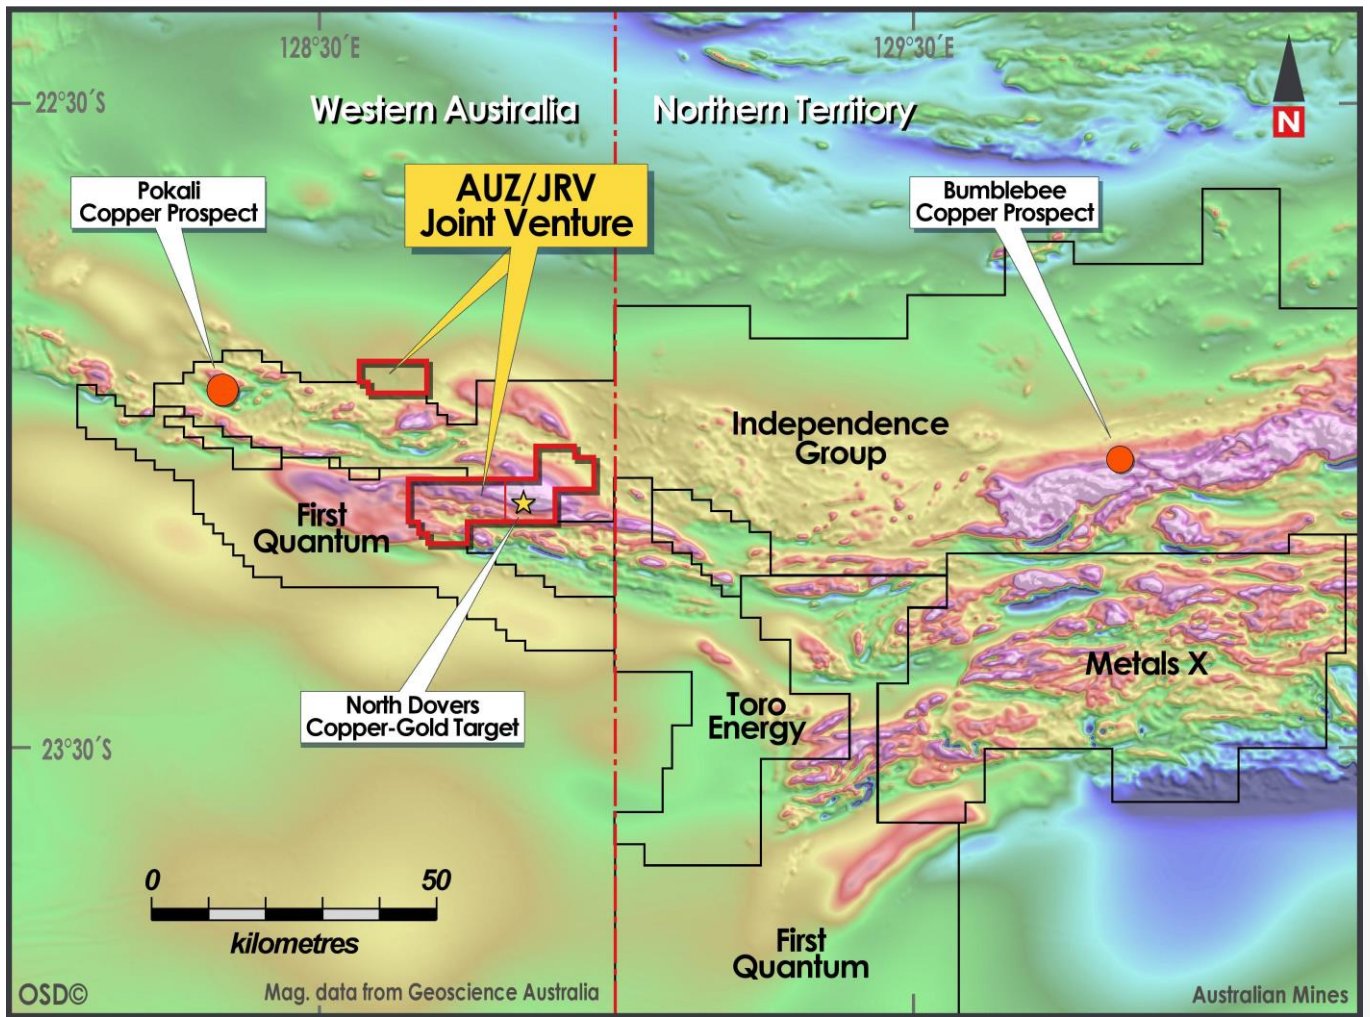 128°30´E
129°30´E
22°30´S
Western Australia
Northern Territory
N
Pokali
Copper Prospect
AUZ/JRV
Joint Venture
Bumblebee
Copper Prospect
Independence
Group
First
Quantum
North Dovers
Copper-Gold Target
Metals X
Toro
Energy
23°30´S
0
50
kilometres
First
Quantum
OSD©
Mag. data from Geoscience Australia
Australian Mines